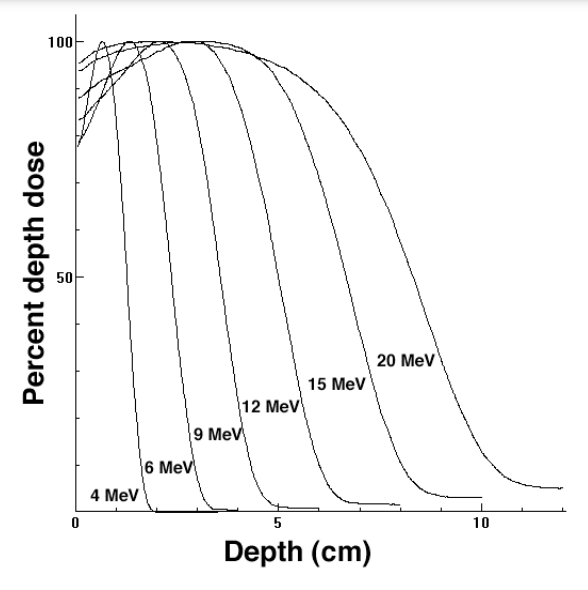 100
Percent depth dose
50
20 MeV
15 MeV
12 MeV
9 MeV
6 MeV
4 MeV
0 5 10
Depth (cm)